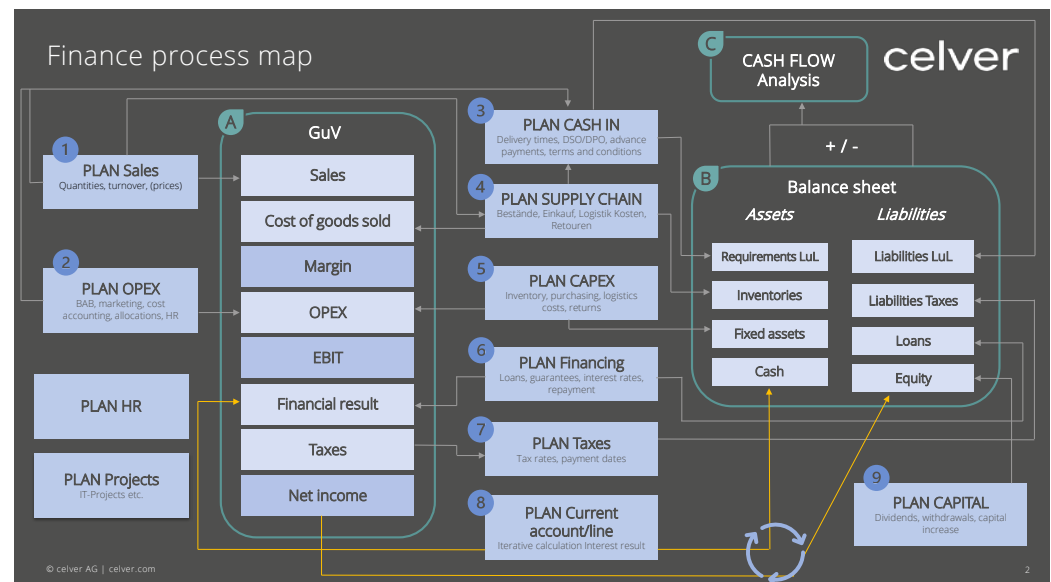 Finance process map
C
CASH FLOW
Analysis
celver
A
GuV
Sales
Cost of goods sold
Margin
OPEX
EBIT
Financial result
Taxes
Net income
1
PLAN Sales
Quantities, turnover, (prices)
2
PLAN OPEX
BAB, marketing, cost
accounting, allocations, HR
PLAN HR
PLAN Projects
IT-Projects etc.
3
PLAN CASH IN
Delivery times, DSO/DPO, advance
payments, terms and conditions
4
PLAN SUPPLY CHAIN
Bestände, Einkauf, Logistik Kosten,
Retouren
5
PLAN CAPEX
Inventory, purchasing, logistics
costs, returns
6
PLAN Financing
Loans, guarantees, interest rates,
repayment
7
PLAN Taxes
Tax rates, payment dates
8
PLAN Current
account/line
Iterative calculation Interest result
+ / -
B
Balance sheet
Assets
Liabilities
Requirements LuL
Inventories
Fixed assets
Cash
Liabilities LuL
Liabilities Taxes
Loans
Equity
9
PLAN CAPITAL
Dividends, withdrawals, capital
increase
© celver AG | celver.com
2